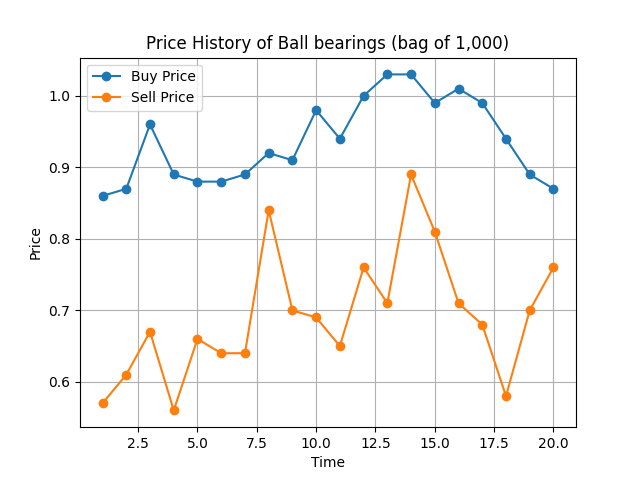 Price History of Ball bearings (bag of 1,000)
Buy Price
Sell Price
1.0
0.9
0.8
0.7
0.6
Price
2.5 5.0 7.5 10.0 12.5 15.0 17.5 20.0
Time